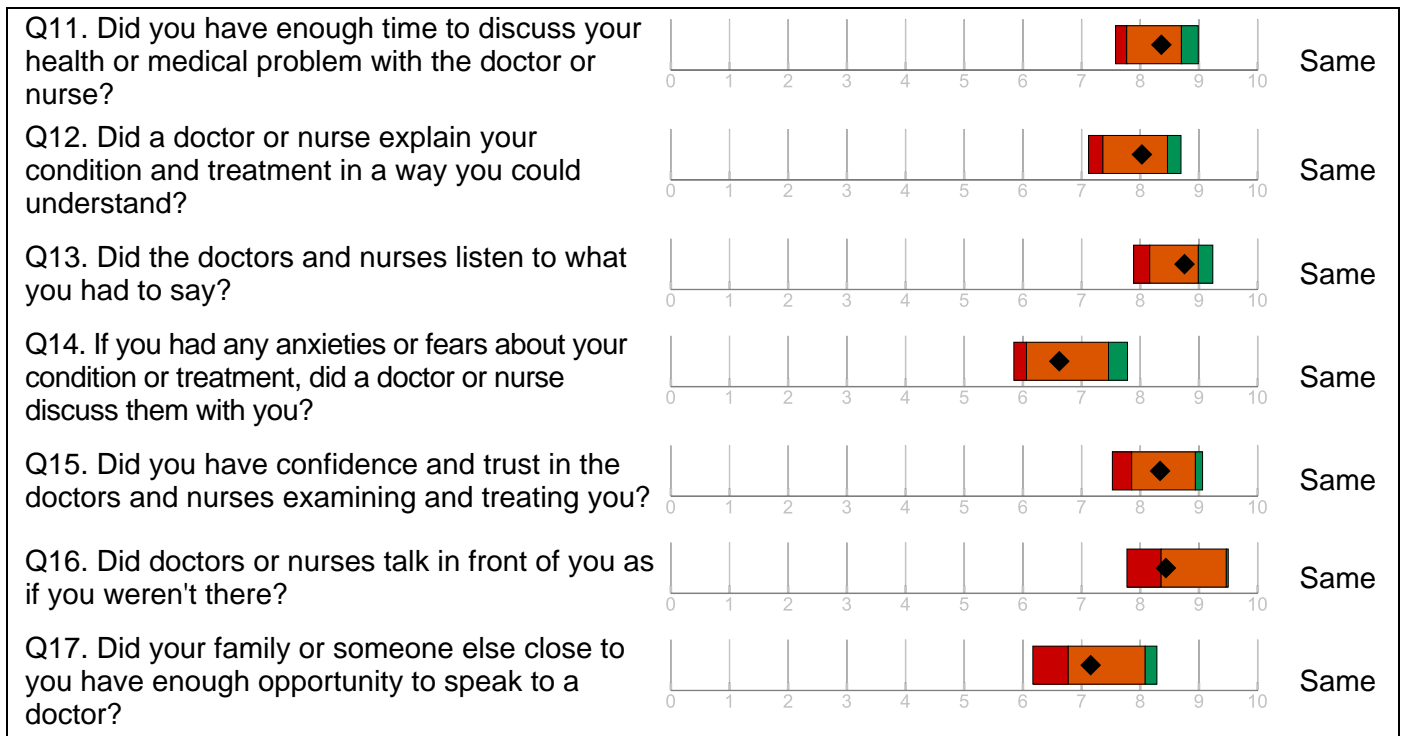 Q11. Did you have enough time to discuss your
health or medical problem with the doctor or
nurse?
0 1 2 3 4 5 6 7 8 9 10
Same
Q12. Did a doctor or nurse explain your
condition and treatment in a way you could
understand?
0 1 2 3 4 5 6 7 8 9 10
Same
Q13. Did the doctors and nurses listen to what
you had to say?
0 1 2 3 4 5 6 7 8 9 10
Same
Q14. If you had any anxieties or fears about your
condition or treatment, did a doctor or nurse
discuss them with you?
0 1 2 3 4 5 6 7 8 9 10
Same
Q15. Did you have confidence and trust in the
doctors and nurses examining and treating you?
0 1 2 3 4 5 6 7 8 9 10
Same
Q16. Did doctors or nurses talk in front of you as
if you weren't there?
0 1 2 3 4 5 6 7 8 9 10
Same
Q17. Did your family or someone else close to
you have enough opportunity to speak to a
doctor?
0 1 2 3 4 5 6 7 8 9 10
Same